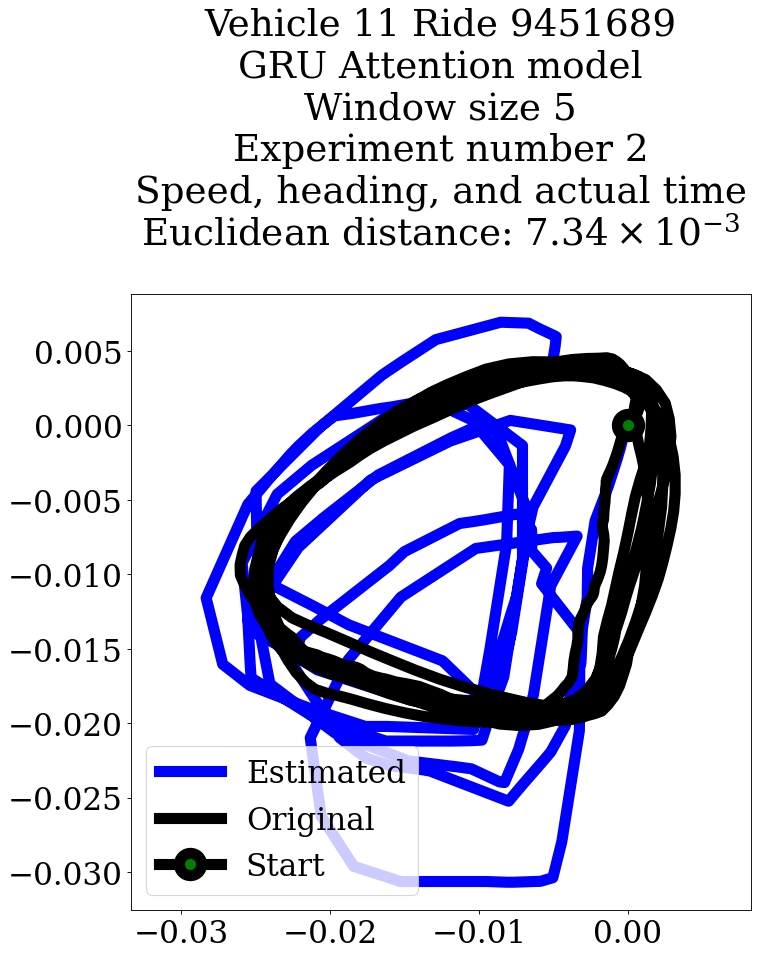 Vehicle 11 Ride 9451689
GRU Attention model
Window size 5
Experiment number 2
Speed, heading, and actual time
Euclidean distance: 7.34 × 10⁻³
0.005
0.000
−0.005
−0.010
−0.015
−0.020
−0.025
−0.030
Estimated
Original
Start
−0.03 −0.02 −0.01 0.00